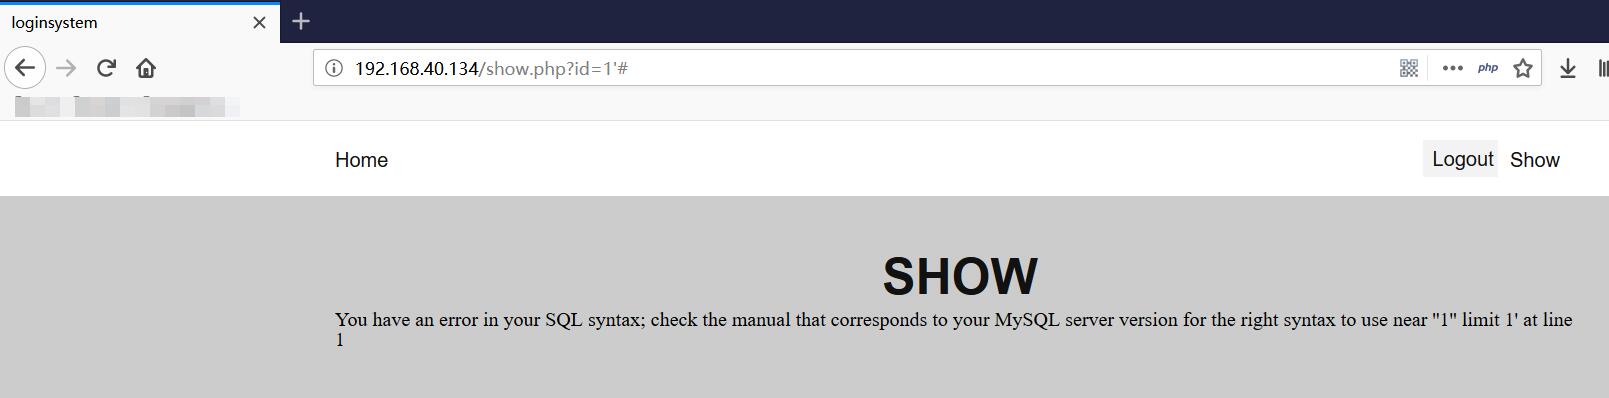 loginsystem
192.168.40.134/show.php?id=1'#
php
Home
Logout
Show
SHOW
You have an error in your SQL syntax; check the manual that corresponds to your MySQL server version for the right syntax to use near ''1'' limit 1' at line
1